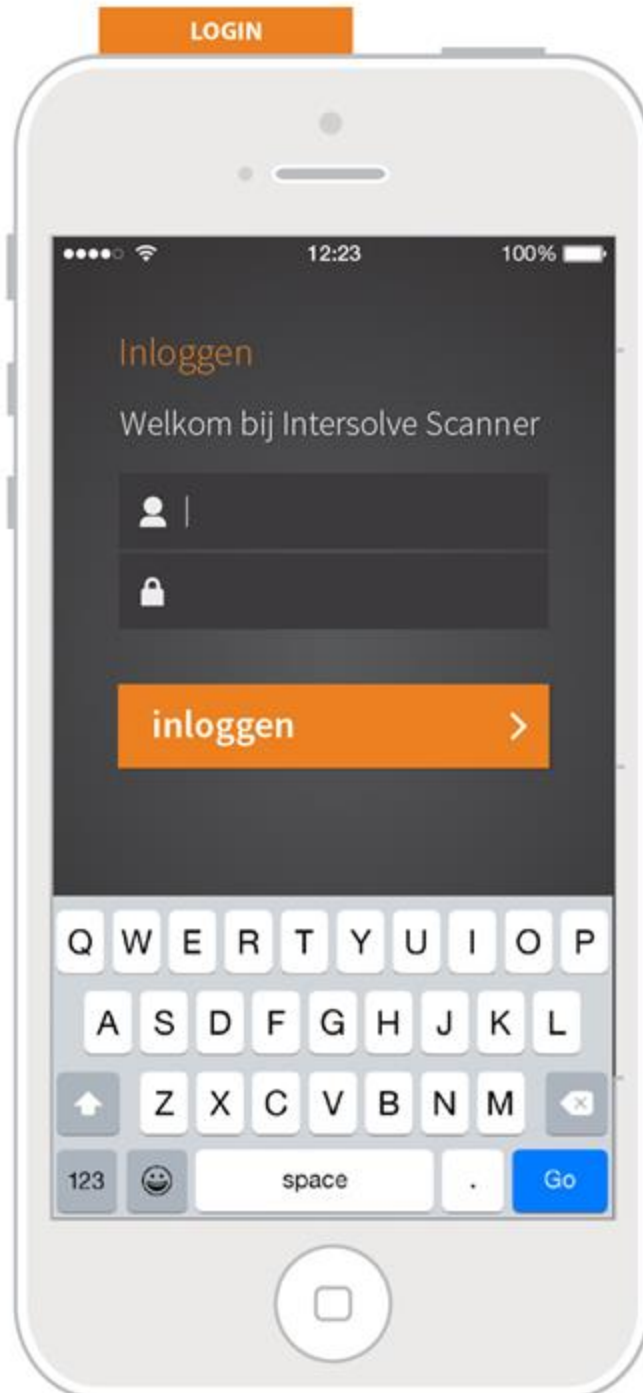 LOGIN
12:23 100%
Inloggen
Welkom bij Intersolve Scanner
inloggen
Q W E R T Y U I O P
A S D F G H J K L
Z X C V B N M
123 space . Go